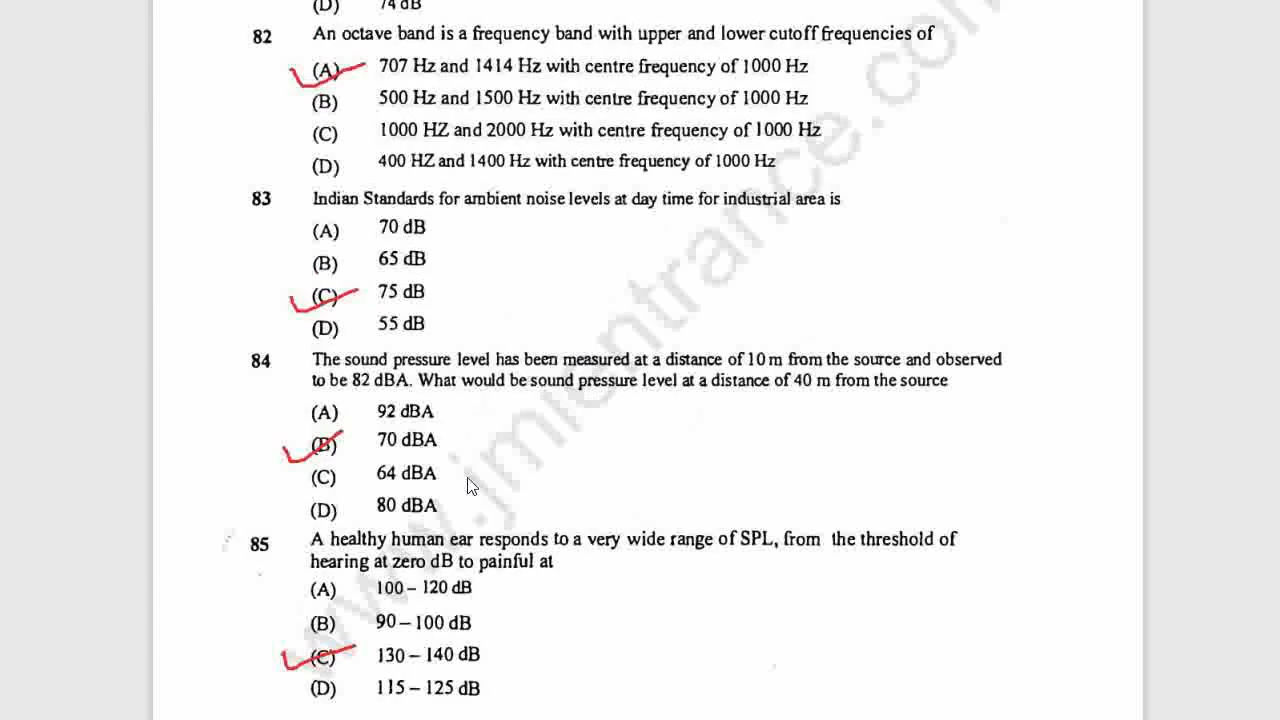 (D) 74 dB
82 An octave band is a frequency band with upper and lower cutoff frequencies of
(A) 707 Hz and 1414 Hz with centre frequency of 1000 Hz
(B) 500 Hz and 1500 Hz with centre frequency of 1000 Hz
(C) 1000 HZ and 2000 Hz with centre frequency of 1000 Hz
(D) 400 HZ and 1400 Hz with centre frequency of 1000 Hz
83 Indian Standards for ambient noise levels at day time for industrial area is
(A) 70 dB
(B) 65 dB
(C) 75 dB
(D) 55 dB
84 The sound pressure level has been measured at a distance of 10 m from the source and observed
to be 82 dBA. What would be sound pressure level at a distance of 40 m from the source
(A) 92 dBA
(B) 70 dBA
(C) 64 dBA
(D) 80 dBA
85 A healthy human ear responds to a very wide range of SPL, from the threshold of
hearing at zero dB to painful at
(A) 100 – 120 dB
(B) 90 – 100 dB
(C) 130 – 140 dB
(D) 115 – 125 dB
www.jmientrance.com